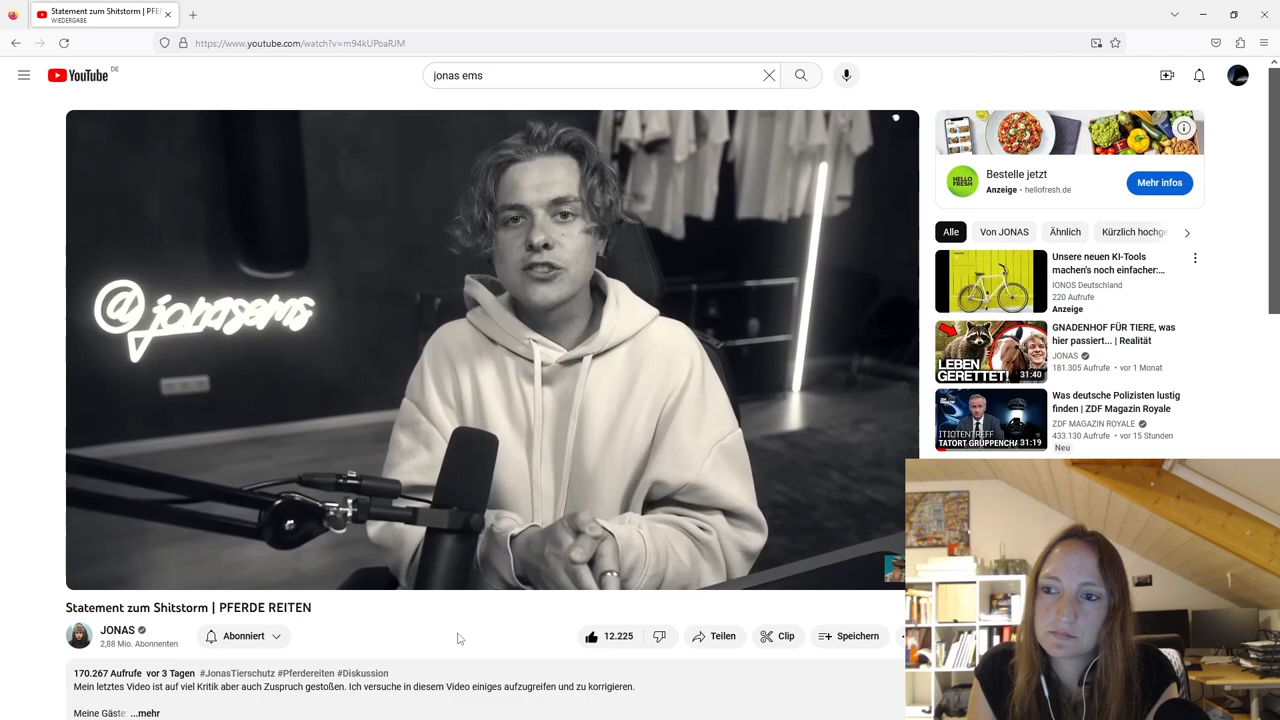 Statement zum Shitstorm | PFE
WIEDERGABE
https://www.youtube.com/watch?v=m94kUPoaRJM
YouTube DE
jonas ems
@jonasems
Statement zum Shitstorm | PFERDE REITEN
JONAS
2,88 Mio. Abonnenten
Abonniert
12.225
Teilen
Clip
Speichern
170.267 Aufrufe vor 3 Tagen #JonasTierschutz #Pferdereiten #Diskussion
Mein letztes Video ist auf viel Kritik aber auch Zuspruch gestoßen. Ich versuche in diesem Video einiges aufzugreifen und zu korrigieren.
Meine Gäste ...mehr
HELLO FRESH
Bestelle jetzt
Anzeige · hellofresh.de
Mehr infos
Alle
Von JONAS
Ähnlich
Kürzlich hochge
Unsere neuen KI-Tools
machen's noch einfacher:...
IONOS Deutschland
220 Aufrufe
Anzeige
LEBEN
GERETTET!
31:40
GNADENHOF FÜR TIERE, was
hier passiert... | Realität
JONAS
181.305 Aufrufe · vor 1 Monat
ITIOTENTREFF
TATORT GRUPPENCHA
31:19
Was deutsche Polizisten lustig
finden | ZDF Magazin Royale
ZDF MAGAZIN ROYALE
433.130 Aufrufe · vor 15 Stunden
Neu